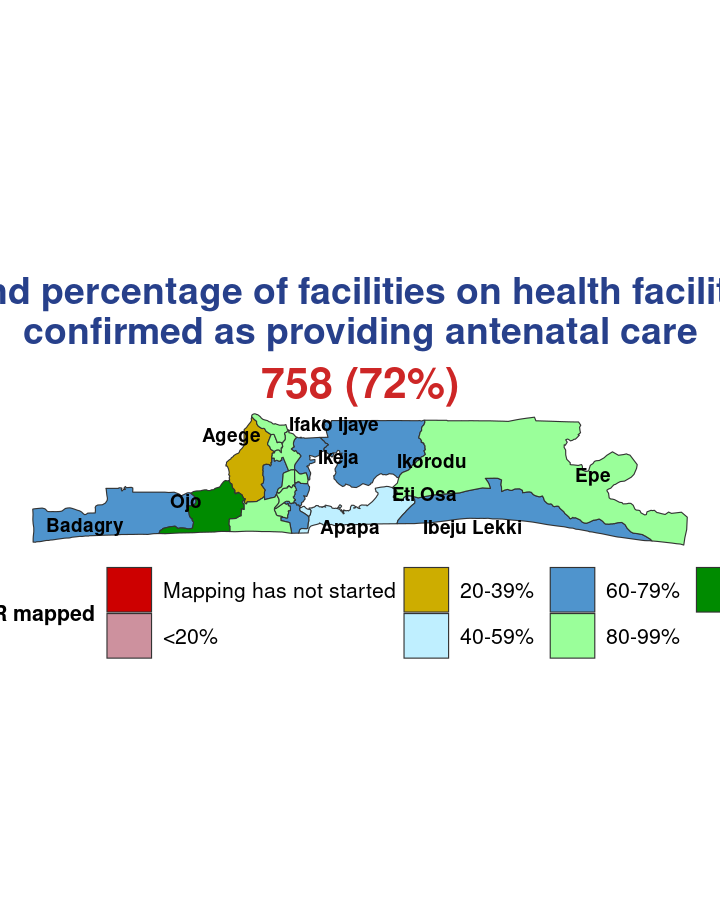 percentage of facilities on health
confirmed as providing antenatal care
758 (72%)
Ifako Ijaye
Agege
Ikeja
Ikorodu
Epe
Eti Osa
Ojo
Badagry
Apapa
Ibeju Lekki
Mapping has not started
20-39%
60-79%
mapped
<20%
40-59%
80-99%